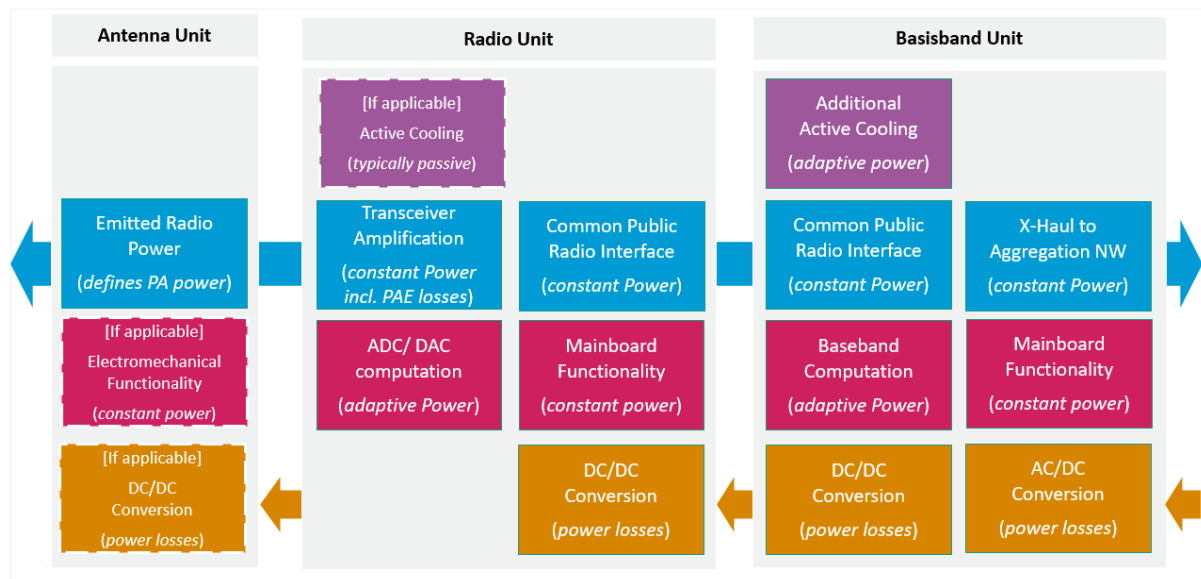 Antenna Unit
Radio Unit
Basisband Unit
[If applicable]
Active Cooling
(typically passive)
Additional
Active Cooling
(adaptive power)
Emitted Radio
Power
(defines PA power)
Transceiver
Amplification
(constant Power
incl. PAE losses)
Common Public
Radio Interface
(constant Power)
Common Public
Radio Interface
(constant Power)
X-Haul to
Aggregation NW
(constant Power)
[If applicable]
Electromechanical
Functionality
(constant power)
ADC/ DAC
computation
(adaptive Power)
Mainboard
Functionality
(constant power)
Baseband
Computation
(adaptive Power)
Mainboard
Functionality
(constant power)
[If applicable]
DC/DC
Conversion
(power losses)
DC/DC
Conversion
(power losses)
DC/DC
Conversion
(power losses)
AC/DC
Conversion
(power losses)